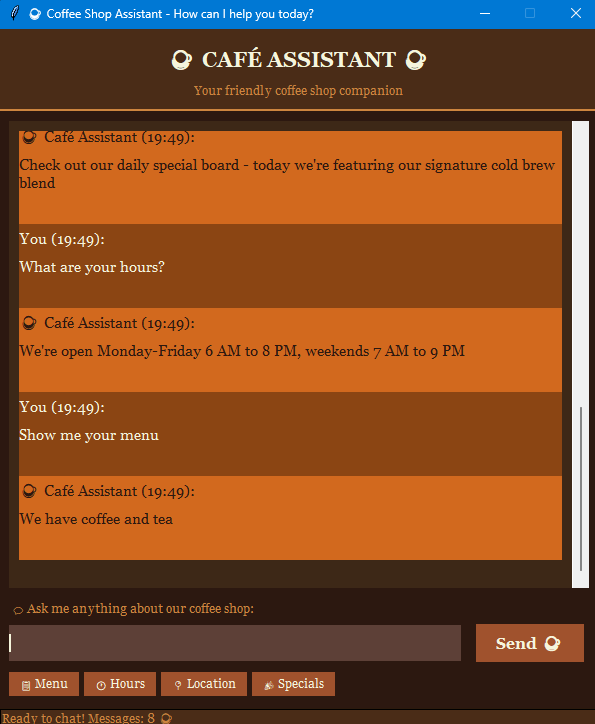 Coffee Shop Assistant - How can I help you today?
CAFÉ ASSISTANT
Your friendly coffee shop companion
Café Assistant (19:49):
Check out our daily special board - today we're featuring our signature cold brew
blend
You (19:49):
What are your hours?
Café Assistant (19:49):
We're open Monday-Friday 6 AM to 8 PM, weekends 7 AM to 9 PM
You (19:49):
Show me your menu
Café Assistant (19:49):
We have coffee and tea
Ask me anything about our coffee shop:
Send
Menu Hours Location Specials
Ready to chat! Messages: 8